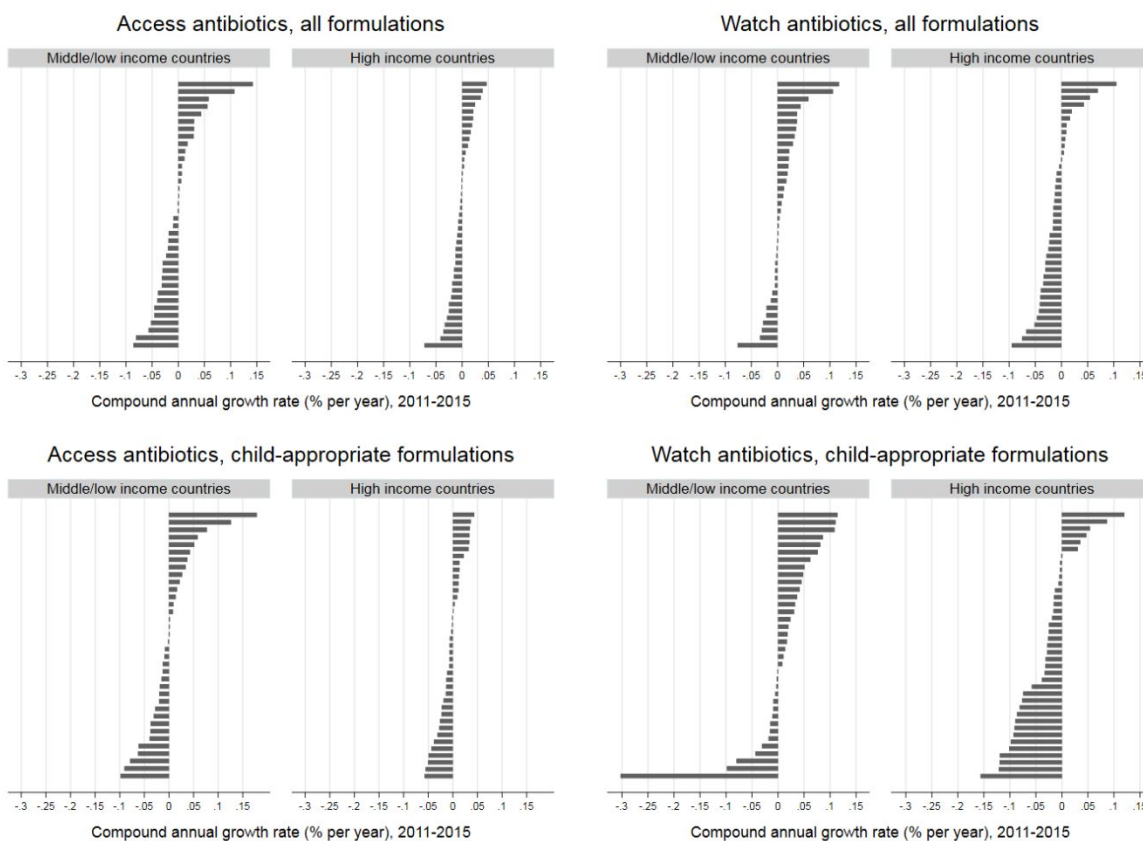 Access antibiotics, all formulations
Middle/low income countries
High income countries
-.3 -.25 -.2 -.15 -.1 -.05 0 .05 .1 .15
-.3 -.25 -.2 -.15 -.1 -.05 0 .05 .1 .15
Compound annual growth rate (% per year), 2011-2015
Watch antibiotics, all formulations
Middle/low income countries
High income countries
-.3 -.25 -.2 -.15 -.1 -.05 0 .05 .1 .15
-.3 -.25 -.2 -.15 -.1 -.05 0 .05 .1 .15
Compound annual growth rate (% per year), 2011-2015
Access antibiotics, child-appropriate formulations
Middle/low income countries
High income countries
-.3 -.25 -.2 -.15 -.1 -.05 0 .05 .1 .15
-.3 -.25 -.2 -.15 -.1 -.05 0 .05 .1 .15
Compound annual growth rate (% per year), 2011-2015
Watch antibiotics, child-appropriate formulations
Middle/low income countries
High income countries
-.3 -.25 -.2 -.15 -.1 -.05 0 .05 .1 .15
-.3 -.25 -.2 -.15 -.1 -.05 0 .05 .1 .15
Compound annual growth rate (% per year), 2011-2015